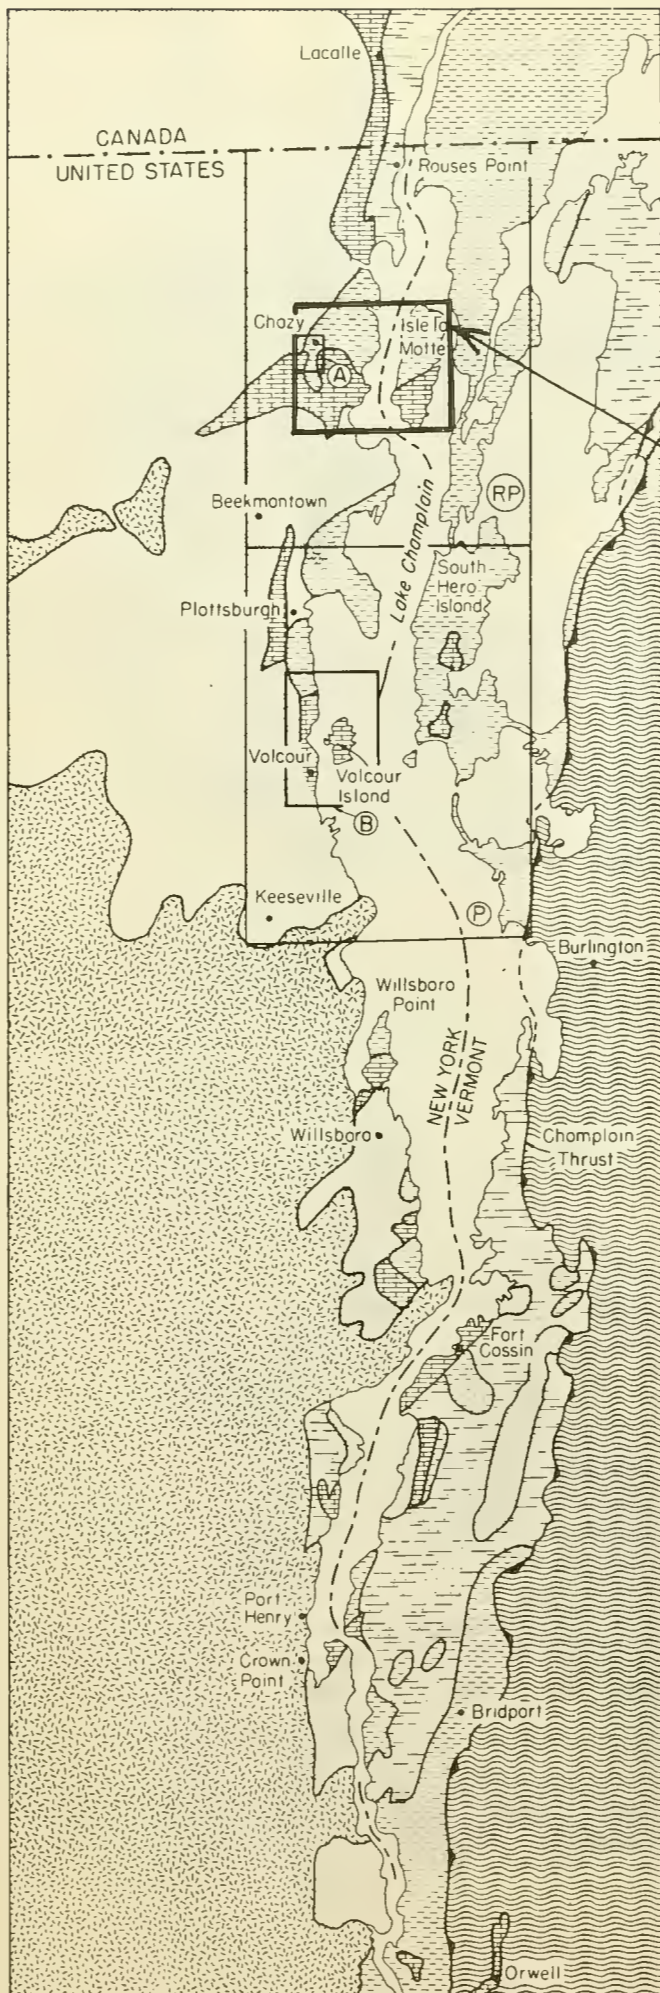 Lacalle
CANADA
UNITED STATES
Rouses Point
Chazy
Isle la
Motte
A
Beekmantown
RP
Lake Champlain
South
Hero
Island
Plattsburgh
Valcour
Valcour
Island
B
Keeseville
P
Burlington
Willsboro
Point
NEW YORK
VERMONT
Willsboro
Champlain
Thrust
Fort
Cassin
Port
Henry
Crown
Point
Bridport
Orwell